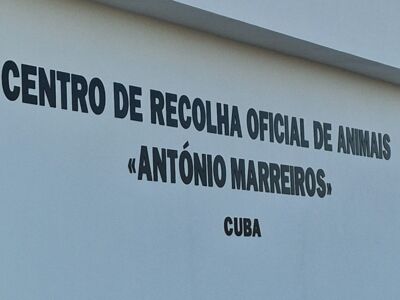 CENTRO DE RECOLHA OFICIAL DE ANIMAIS
«ANTÓNIO MARREIROS»
CUBA